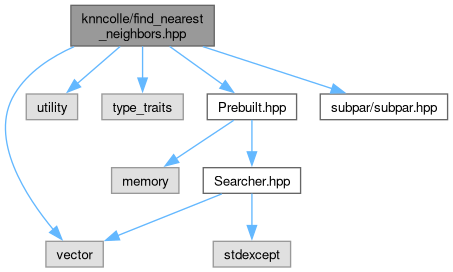 knncolle/find_nearest
_neighbors.hpp
utility
type_traits
Prebuilt.hpp
subpar/subpar.hpp
memory
Searcher.hpp
vector
stdexcept